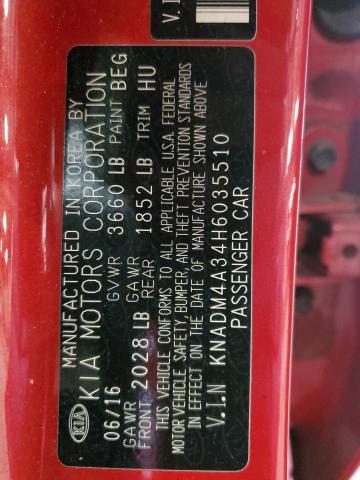 MANUFACTURED IN KOREA BY
KIA KIA MOTORS CORPORATION
06/16 GVWR 3660 LB PAINT BEG
GAWR FRONT 2028 LB GAWR REAR 1852 LB TRIM HU
THIS VEHICLE CONFORMS TO ALL APPLICABLE U.S.A. FEDERAL
MOTOR VEHICLE SAFETY, BUMPER, AND THEFT PREVENTION STANDARDS
IN EFFECT ON THE DATE OF MANUFACTURE SHOWN ABOVE
V.I.N KNADM4A34H6035510
PASSENGER CAR
V. I